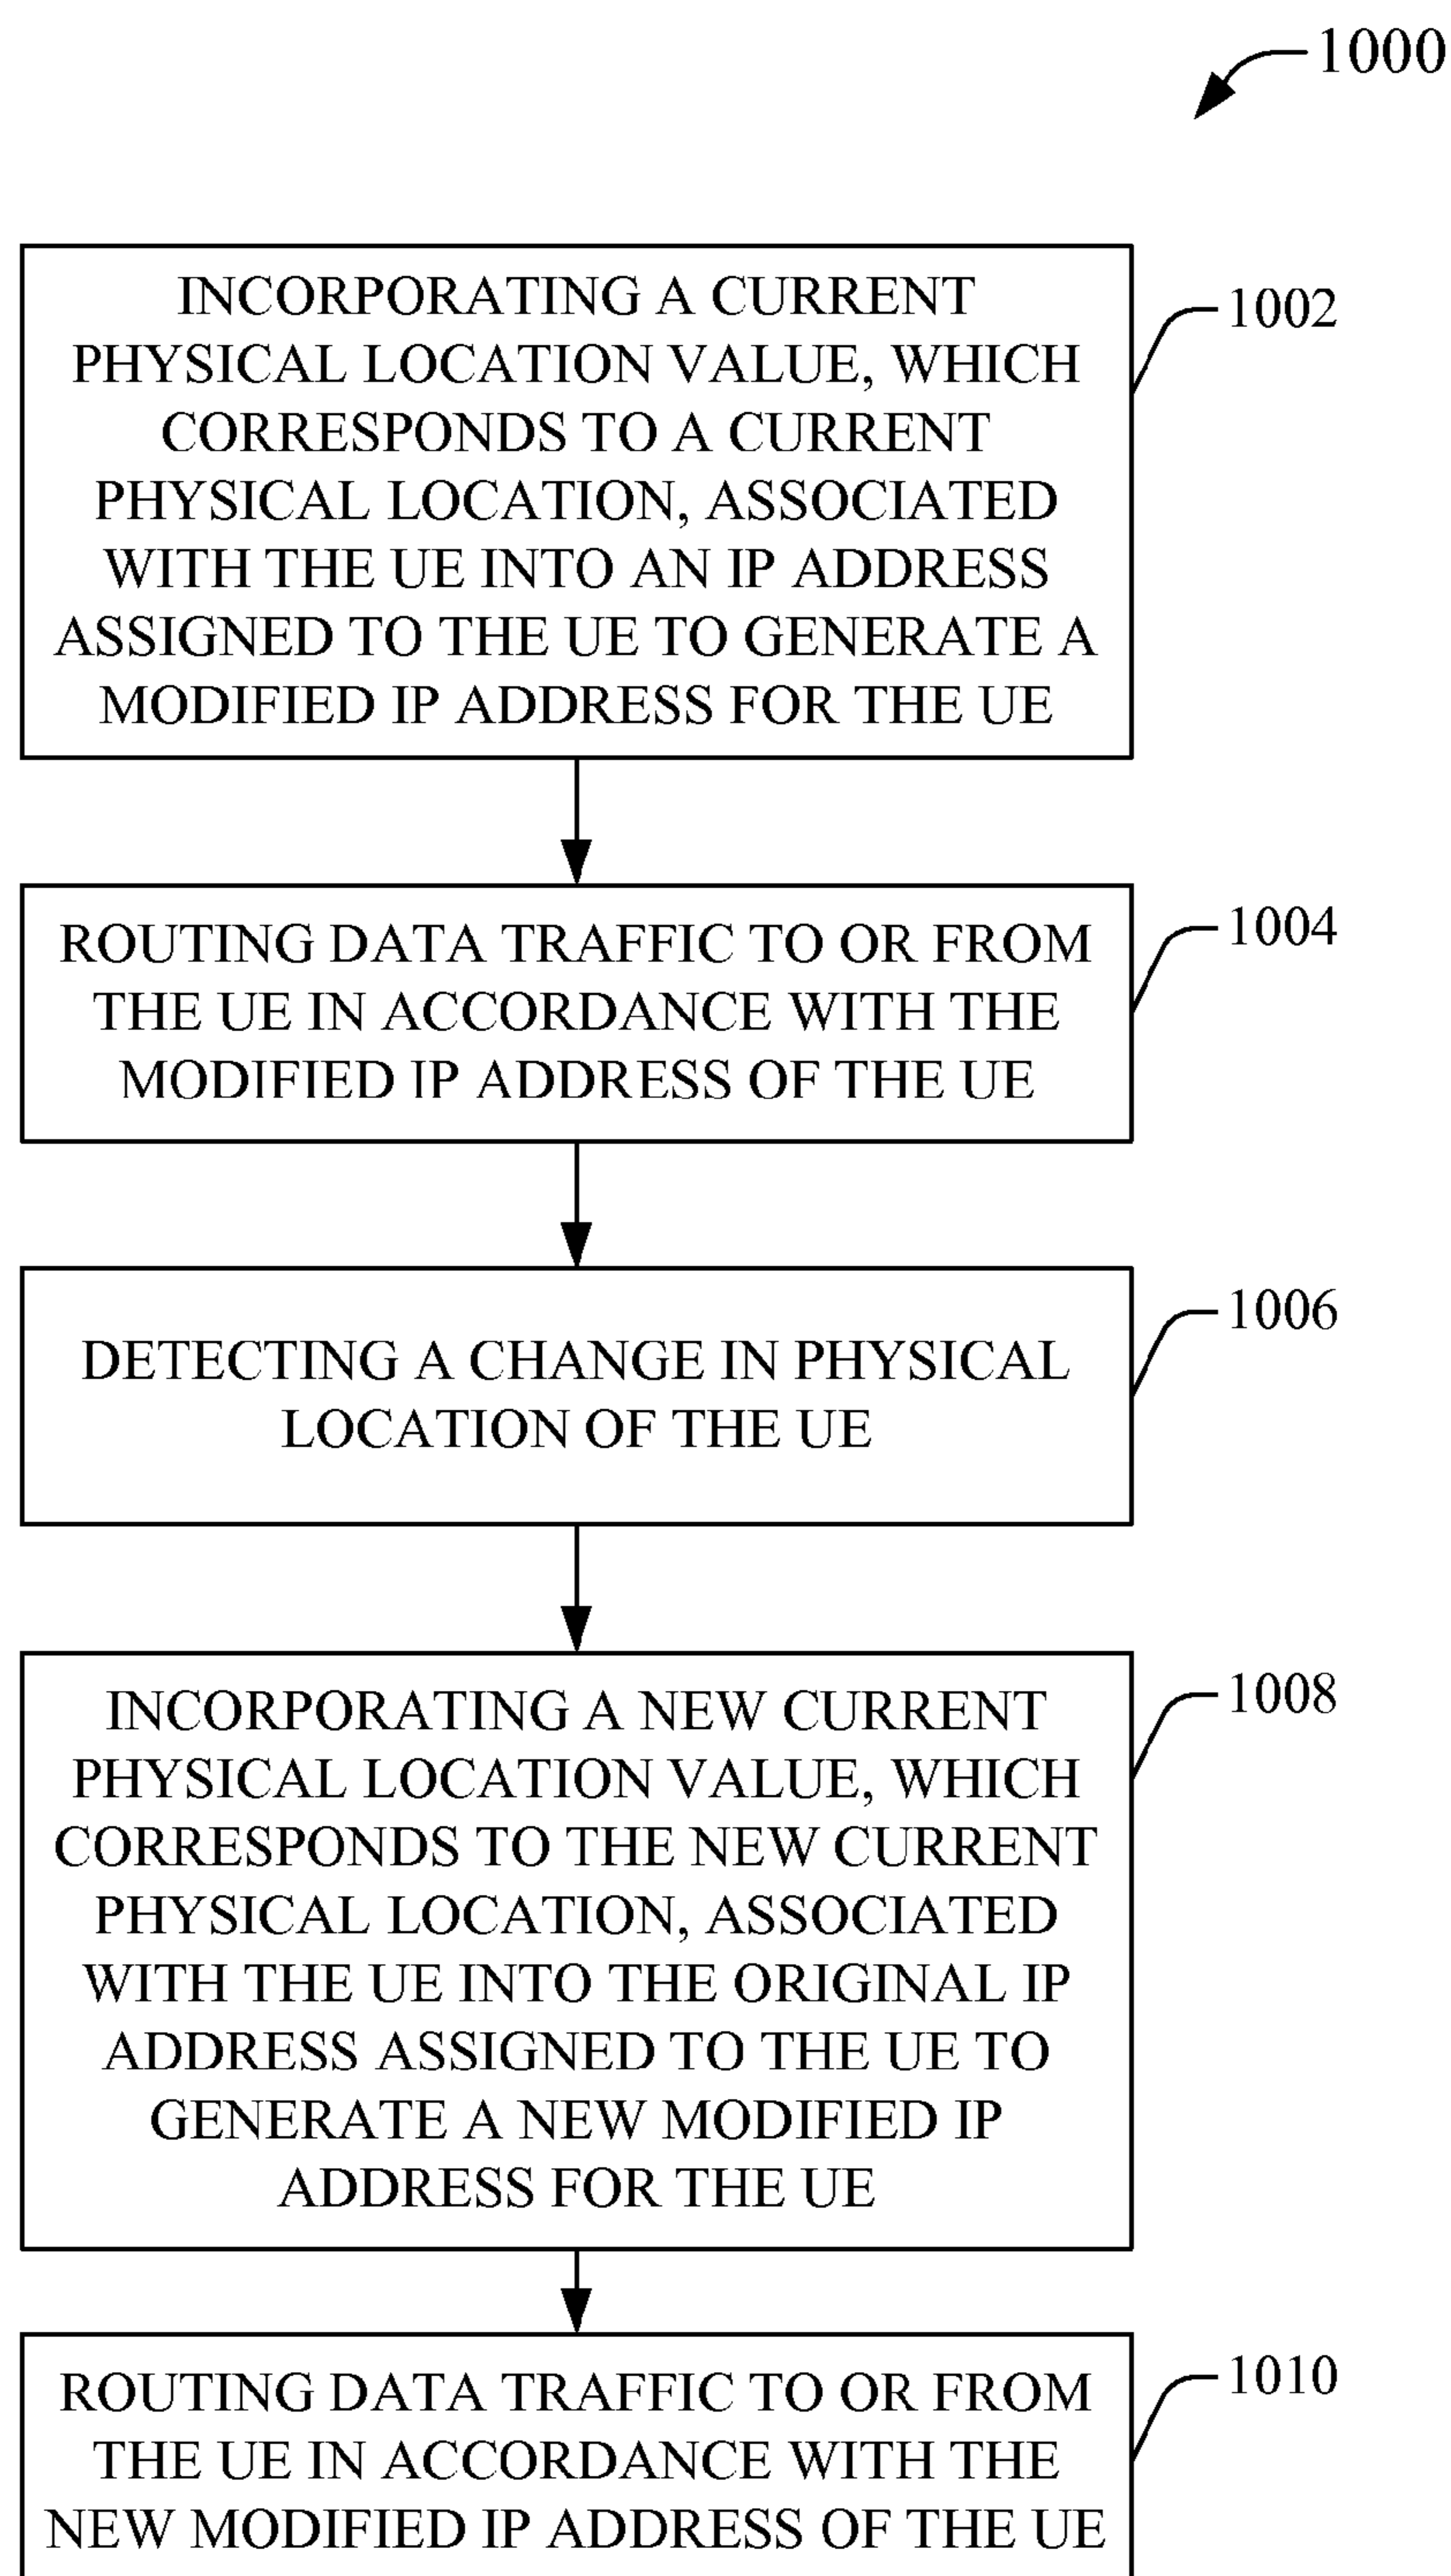 1000
INCORPORATING A CURRENT
PHYSICAL LOCATION VALUE, WHICH
CORRESPONDS TO A CURRENT
PHYSICAL LOCATION, ASSOCIATED
WITH THE UE INTO AN IP ADDRESS
ASSIGNED TO THE UE TO GENERATE A
MODIFIED IP ADDRESS FOR THE UE
1002
ROUTING DATA TRAFFIC TO OR FROM
THE UE IN ACCORDANCE WITH THE
MODIFIED IP ADDRESS OF THE UE
1004
DETECTING A CHANGE IN PHYSICAL
LOCATION OF THE UE
1006
INCORPORATING A NEW CURRENT
PHYSICAL LOCATION VALUE, WHICH
CORRESPONDS TO THE NEW CURRENT
PHYSICAL LOCATION, ASSOCIATED
WITH THE UE INTO THE ORIGINAL IP
ADDRESS ASSIGNED TO THE UE TO
GENERATE A NEW MODIFIED IP
ADDRESS FOR THE UE
1008
ROUTING DATA TRAFFIC TO OR FROM
THE UE IN ACCORDANCE WITH THE
NEW MODIFIED IP ADDRESS OF THE UE
1010